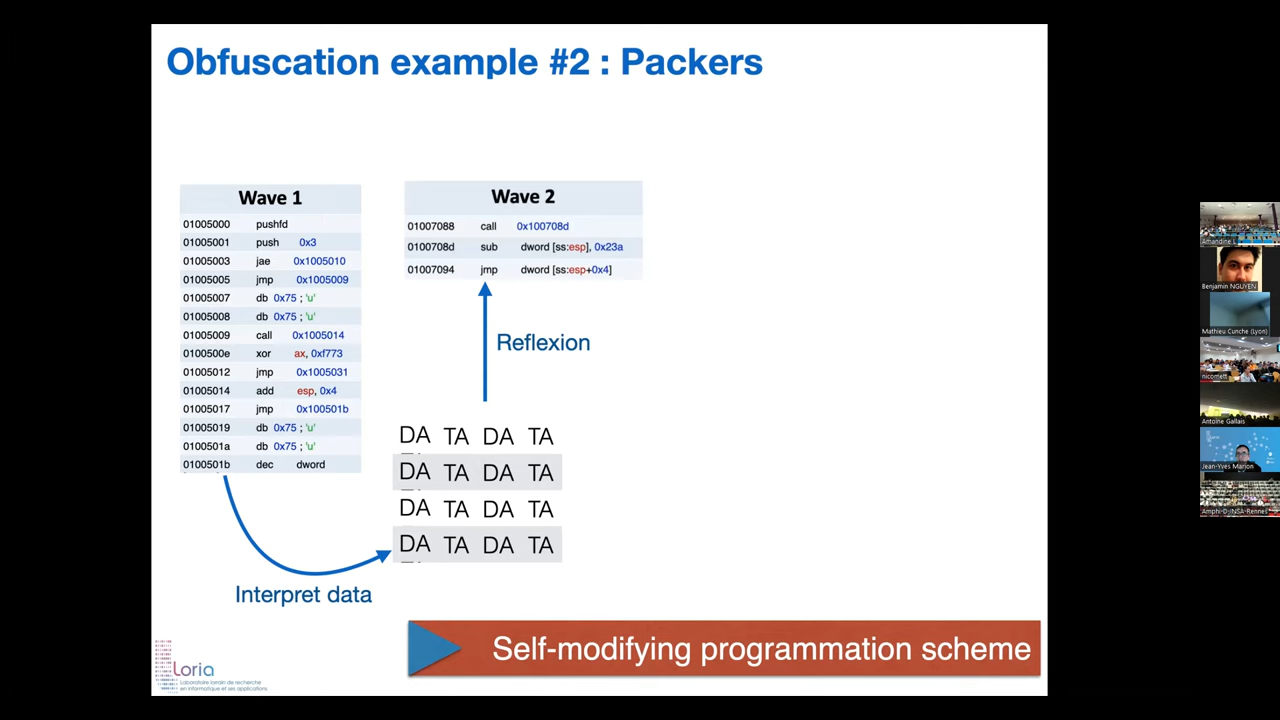 Obfuscation example #2 : Packers
Wave 1
01005000 pushfd
01005001 push 0x3
01005003 jae 0x1005010
01005005 jmp 0x1005009
01005007 db 0x75 ; 'u'
01005008 db 0x75 ; 'u'
01005009 call 0x1005014
0100500e xor ax, 0xf773
01005012 jmp 0x1005031
01005014 add esp, 0x4
01005017 jmp 0x100501b
01005019 db 0x75 ; 'u'
0100501a db 0x75 ; 'u'
0100501b dec dword
Wave 2
01007088 call 0x100708d
0100708d sub dword [ss:esp], 0x23a
01007094 jmp dword [ss:esp+0x4]
Reflexion
DA TA DA TA
DA TA DA TA
DA TA DA TA
DA TA DA TA
Interpret data
Self-modifying programmation scheme
Loria
Laboratoire lorrain de recherche
en informatique et ses applications
Amandine
Benjamin NGUYEN
Mathieu Cunche (Lyon)
nicomett
Antoine Gallais
Jean-Yves Marion
Amphi-D-INSA-Rennes